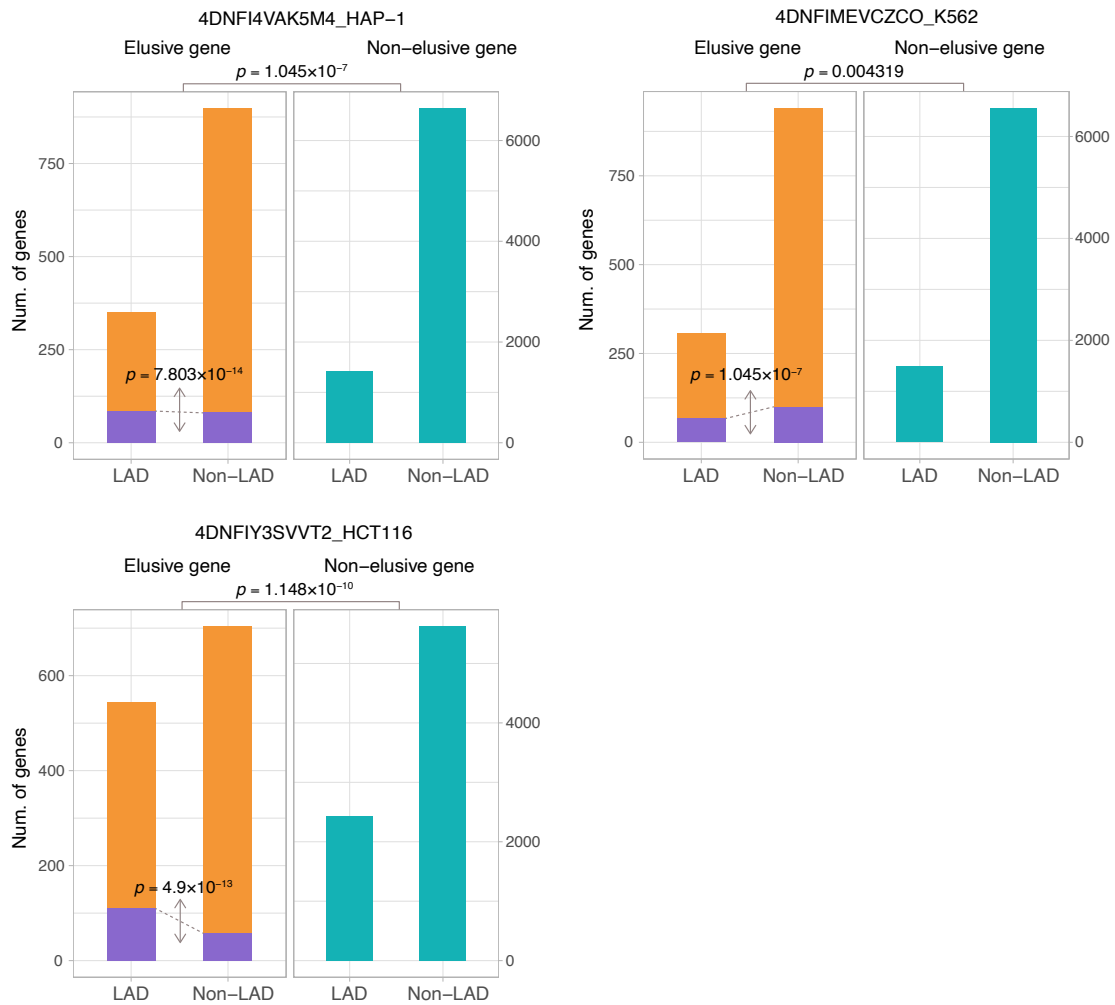 4DNFI4VAK5M4_HAP−1
Elusive gene Non−elusive gene
p = 1.045×10⁻⁷
Num. of genes
750
500
250
0
6000
4000
2000
0
p = 7.803×10⁻¹⁴
LAD Non−LAD LAD Non−LAD
4DNFIMEVCZCO_K562
Elusive gene Non−elusive gene
p = 0.004319
Num. of genes
750
500
250
0
6000
4000
2000
0
p = 1.045×10⁻⁷
LAD Non−LAD LAD Non−LAD
4DNFIY3SVVT2_HCT116
Elusive gene Non−elusive gene
p = 1.148×10⁻¹⁰
Num. of genes
600
400
200
0
4000
2000
0
p = 4.9×10⁻¹³
LAD Non−LAD LAD Non−LAD